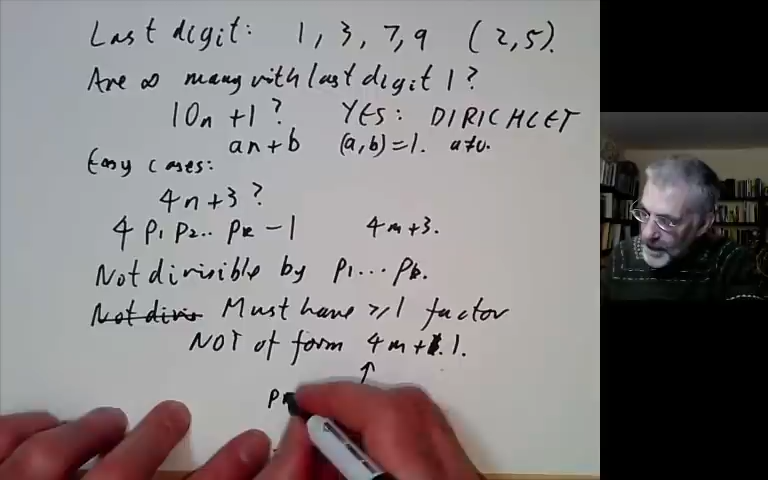 Last digit: 1, 3, 7, 9 (2, 5).
Are ∞ many with last digit 1?
10n + 1? YES: DIRICHLET
an + b (a, b) = 1. a≠0.
Easy cases:
4n + 3?
4 p₁ p₂.. pₖ - 1 4m + 3.
Not divisible by p₁ ... pₖ.
Not divis Must have ≥1 factor
NOT of form 4m + 1.
↑